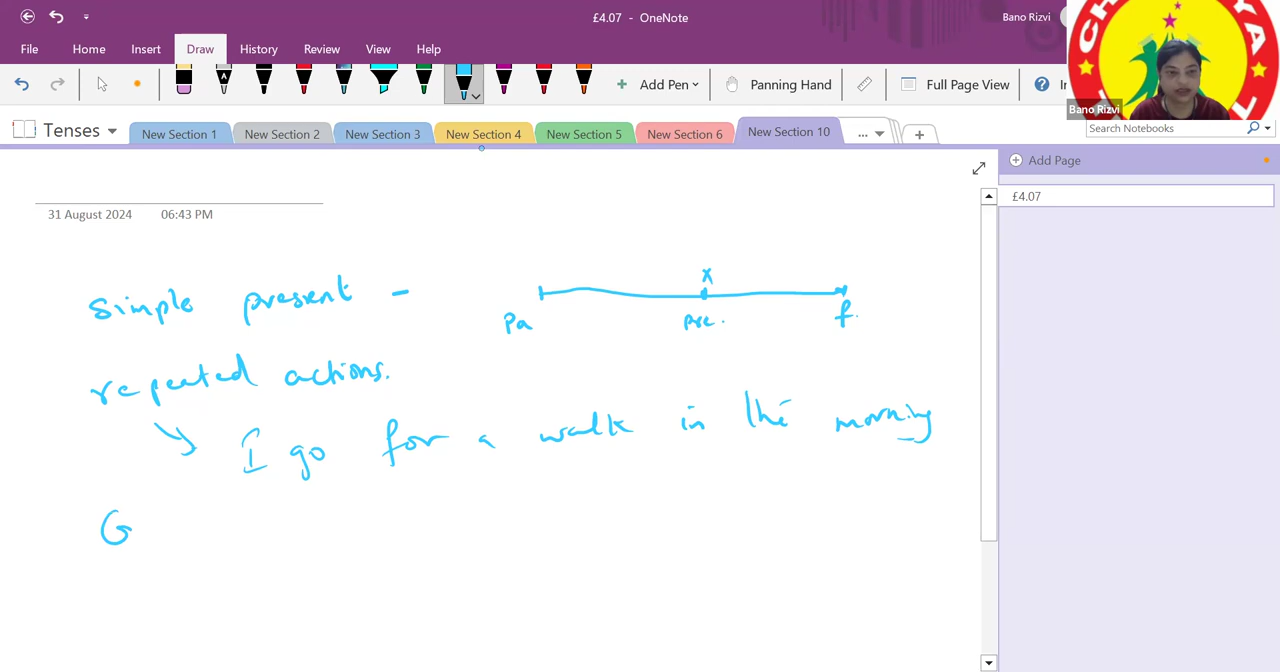 £4.07 - OneNote
Bano Rizvi
File Home Insert Draw History Review View Help
Add Pen Panning Hand Full Page View
Bano Rizvi
Tenses New Section 1 New Section 2 New Section 3 New Section 4 New Section 5 New Section 6 New Section 10 ...
Search Notebooks
Add Page
£4.07
31 August 2024 06:43 PM
Simple present -
x
Pa pre. f.
repeated actions.
I go for a walk in the morning
G